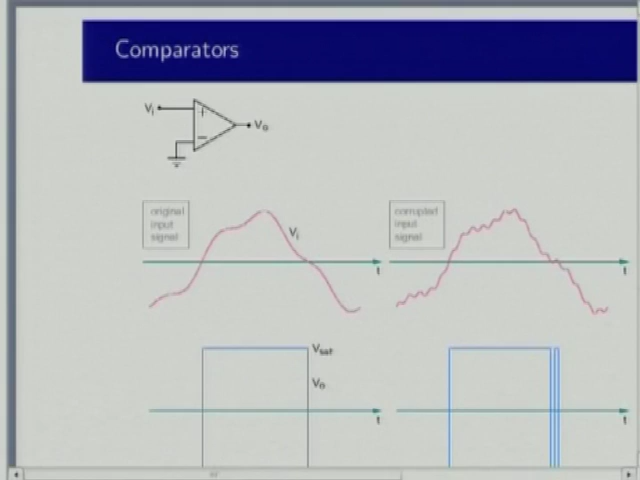 Comparators
Vi
+
−
Vo
original
input
signal
Vi
t
corrupted
input
signal
t
Vsat
Vo
t
t